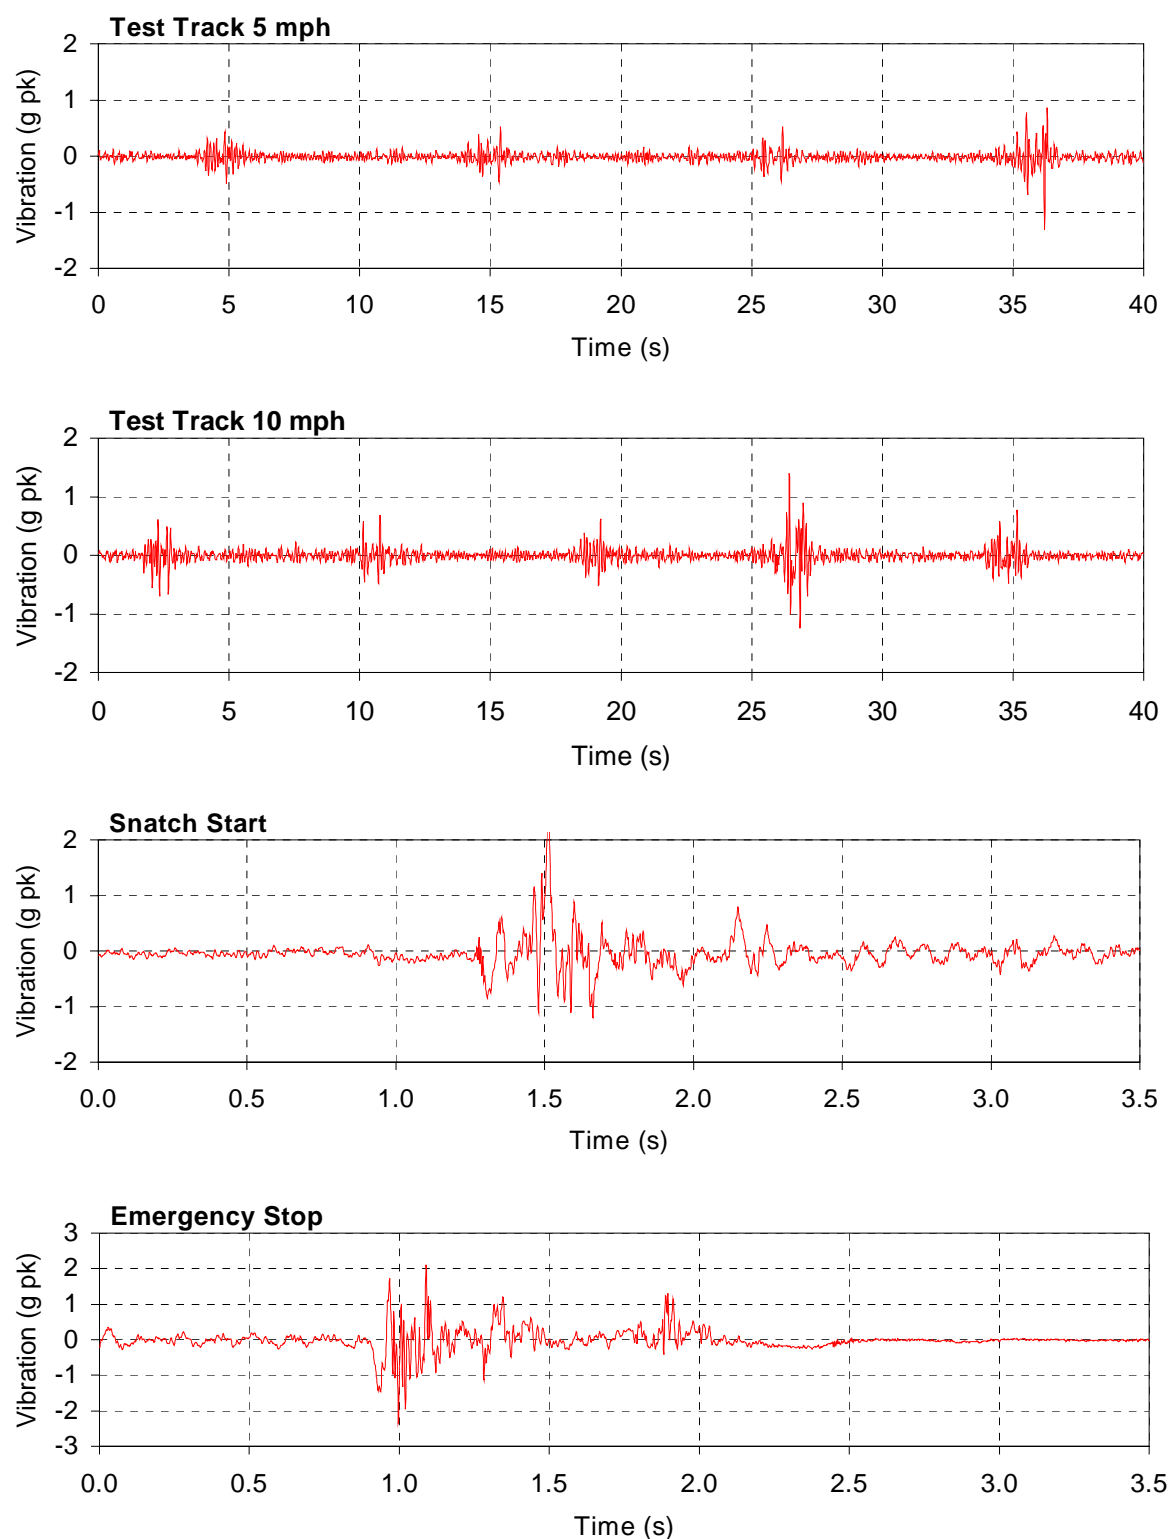 Test Track 5 mph
Vibration (g pk)
2
1
0
-1
-2
0 5 10 15 20 25 30 35 40
Time (s)
Test Track 10 mph
Vibration (g pk)
2
1
0
-1
-2
0 5 10 15 20 25 30 35 40
Time (s)
Snatch Start
Vibration (g pk)
2
1
0
-1
-2
0.0 0.5 1.0 1.5 2.0 2.5 3.0 3.5
Time (s)
Emergency Stop
Vibration (g pk)
3
2
1
0
-1
-2
-3
0.0 0.5 1.0 1.5 2.0 2.5 3.0 3.5
Time (s)